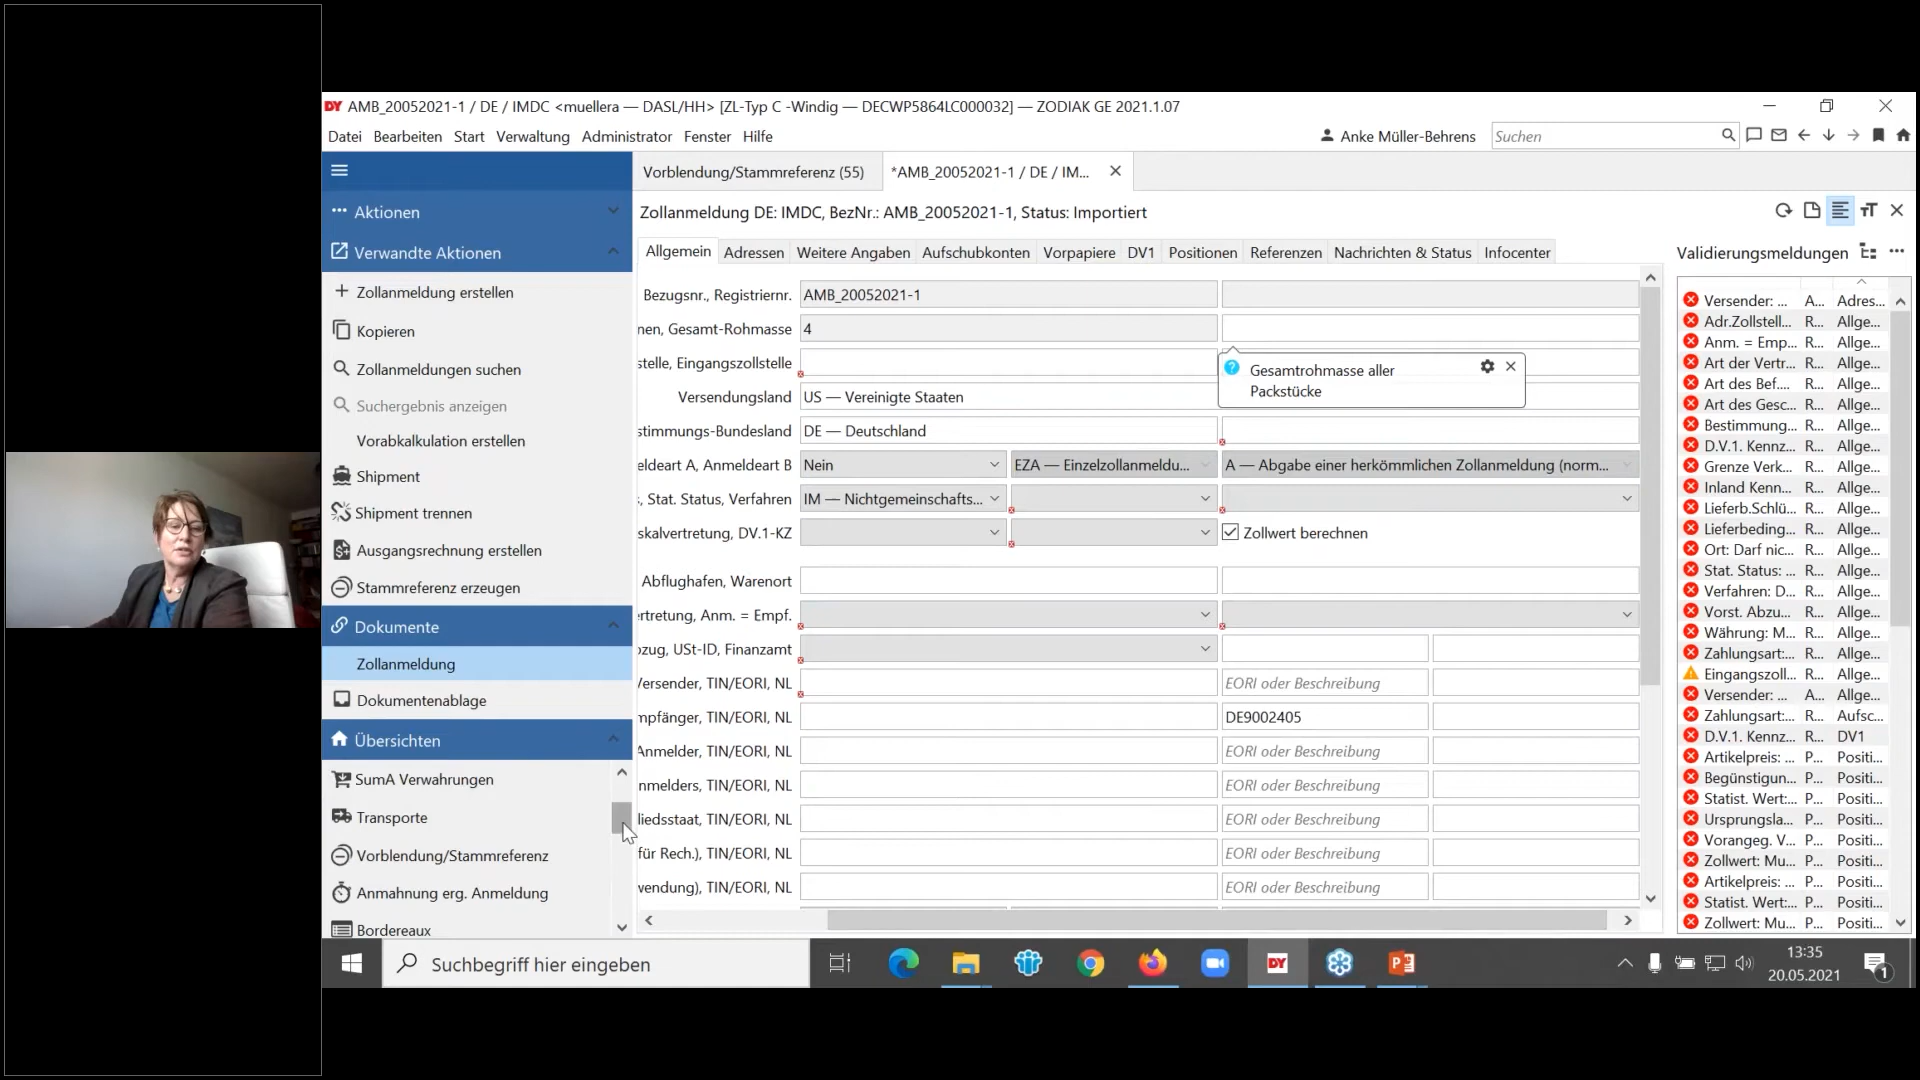 DY AMB_20052021-1 / DE / IMDC <muellera — DASL/HH> [ZL-Typ C -Windig — DECWP5864LC000032] — ZODIAK GE 2021.1.07
Datei Bearbeiten Start Verwaltung Administrator Fenster Hilfe
Anke Müller-Behrens
Suchen
Vorblendung/Stammreferenz (55)
*AMB_20052021-1 / DE / IM...
Aktionen
Verwandte Aktionen
Zollanmeldung erstellen
Kopieren
Zollanmeldungen suchen
Suchergebnis anzeigen
Vorabkalkulation erstellen
Shipment
Shipment trennen
Ausgangsrechnung erstellen
Stammreferenz erzeugen
Dokumente
Zollanmeldung
Dokumentenablage
Übersichten
SumA Verwahrungen
Transporte
Vorblendung/Stammreferenz
Anmahnung erg. Anmeldung
Bordereaux
Zollanmeldung DE: IMDC, BezNr.: AMB_20052021-1, Status: Importiert
Allgemein Adressen Weitere Angaben Aufschubkonten Vorpapiere DV1 Positionen Referenzen Nachrichten & Status Infocenter
Bezugsnr., Registriernr. AMB_20052021-1
nen, Gesamt-Rohmasse 4
stelle, Eingangszollstelle
Gesamtrohmasse aller
Packstücke
Versendungsland US — Vereinigte Staaten
stimmungs-Bundesland DE — Deutschland
eldeart A, Anmeldeart B Nein EZA — Einzelzollanmeldu... A — Abgabe einer herkömmlichen Zollanmeldung (norm...
s, Stat. Status, Verfahren IM — Nichtgemeinschafts...
skalvertretung, DV.1-KZ Zollwert berechnen
Abflughafen, Warenort
ertretung, Anm. = Empf.
ozug, USt-ID, Finanzamt
Versender, TIN/EORI, NL EORI oder Beschreibung
mpfänger, TIN/EORI, NL DE9002405
Anmelder, TIN/EORI, NL EORI oder Beschreibung
nmelders, TIN/EORI, NL EORI oder Beschreibung
liedsstaat, TIN/EORI, NL EORI oder Beschreibung
für Rech.), TIN/EORI, NL EORI oder Beschreibung
wendung), TIN/EORI, NL EORI oder Beschreibung
Validierungsmeldungen
Versender: ... A... Adres...
Adr.Zollstell... R... Allge...
Anm. = Emp... R... Allge...
Art der Vertr... R... Allge...
Art des Bef.... R... Allge...
Art des Gesc... R... Allge...
Bestimmung... R... Allge...
D.V.1. Kennz... R... Allge...
Grenze Verk... R... Allge...
Inland Kenn... R... Allge...
Lieferb.Schlü... R... Allge...
Lieferbeding... R... Allge...
Ort: Darf nic... R... Allge...
Stat. Status: ... R... Allge...
Verfahren: D... R... Allge...
Vorst. Abzu... R... Allge...
Währung: M... R... Allge...
Zahlungsart:... R... Allge...
Eingangszoll... R... Allge...
Versender: ... A... Allge...
Zahlungsart:... R... Aufsc...
D.V.1. Kennz... R... DV1
Artikelpreis: ... P... Positi...
Begünstigun... P... Positi...
Statist. Wert:... P... Positi...
Ursprungsla... P... Positi...
Vorangeg. V... P... Positi...
Zollwert: Mu... P... Positi...
Artikelpreis: ... P... Positi...
Statist. Wert:... P... Positi...
Zollwert: Mu... P... Positi...
Suchbegriff hier eingeben
DY
13:35
20.05.2021
1